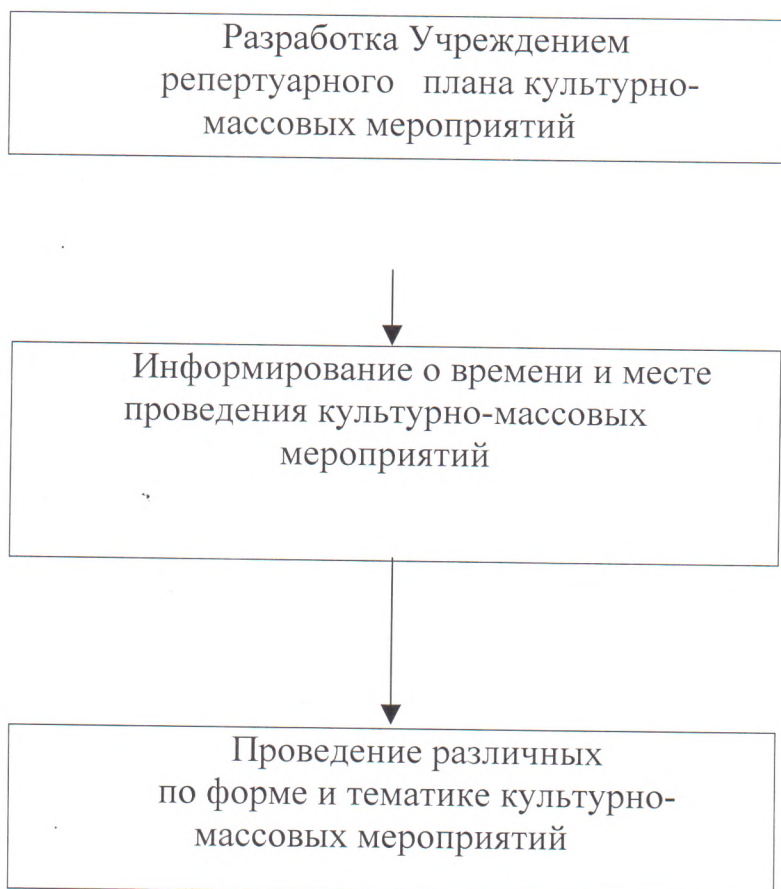 Разработка Учреждением
репертуарного плана культурно-
массовых мероприятий
Информирование о времени и месте
проведения культурно-массовых
мероприятий
Проведение различных
по форме и тематике культурно-
массовых мероприятий